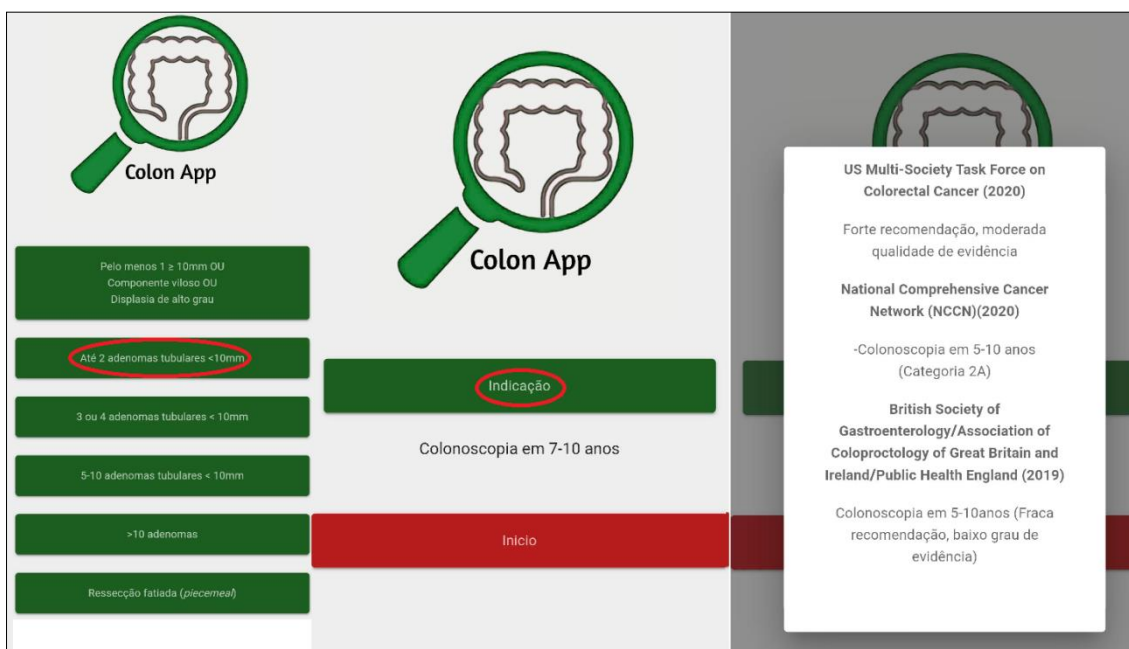 Colon App
Pelo menos 1 ≥ 10mm OU
Componente viloso OU
Displasia de alto grau
Até 2 adenomas tubulares <10mm
3 ou 4 adenomas tubulares < 10mm
5-10 adenomas tubulares < 10mm
>10 adenomas
Ressecção fatiada (piecemeal)
Colon App
Indicação
Colonoscopia em 7-10 anos
Início
US Multi-Society Task Force on
Colorectal Cancer (2020)
Forte recomendação, moderada
qualidade de evidência
National Comprehensive Cancer
Network (NCCN)(2020)
-Colonoscopia em 5-10 anos
(Categoria 2A)
British Society of
Gastroenterology/Association of
Coloproctology of Great Britain and
Ireland/Public Health England (2019)
Colonoscopia em 5-10anos (Fraca
recomendação, baixo grau de
evidência)